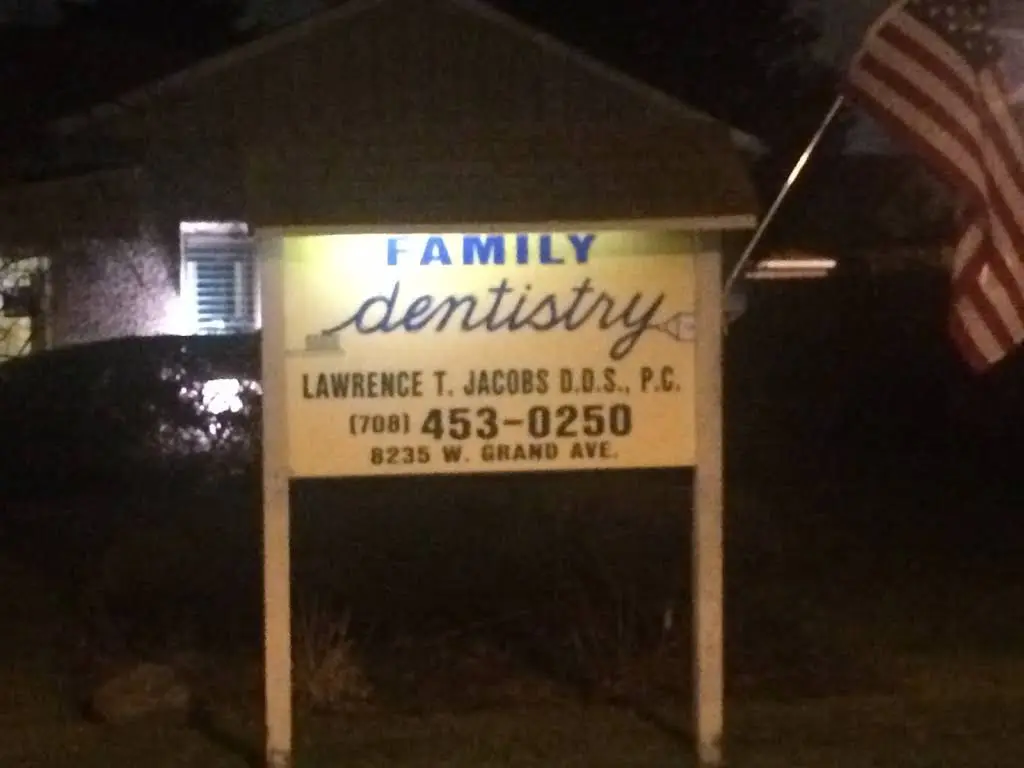 FAMILY
dentistry
LAWRENCE T. JACOBS D.D.S., P.C.
(708) 453-0250
8235 W. GRAND AVE.